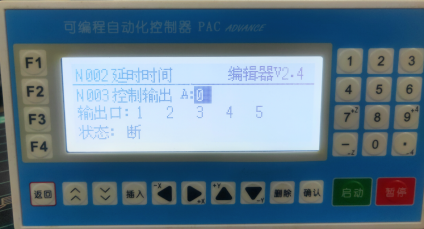 可编程自动化控制器 PAC ADVANCE
F1
F2
F3
F4
N002 延时时间 编辑器V2.4
N003 控制输出 A:0
输出口: 1 2 3 4 5
状态: 断
1 2 3
4 5 6
7+Z 8 9+A
-Z 0 .-A
返回 插入 -X +X +Y -Y 删除 确认 启动 暂停